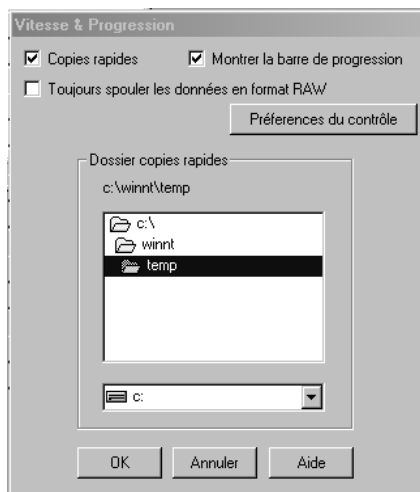 Vitesse & Progression
Copies rapides Montrer la barre de progression
Toujours spouler les données en format RAW
Préferences du contrôle
Dossier copies rapides
c:\winnt\temp
c:\
winnt
temp
c:
OK Annuler Aide